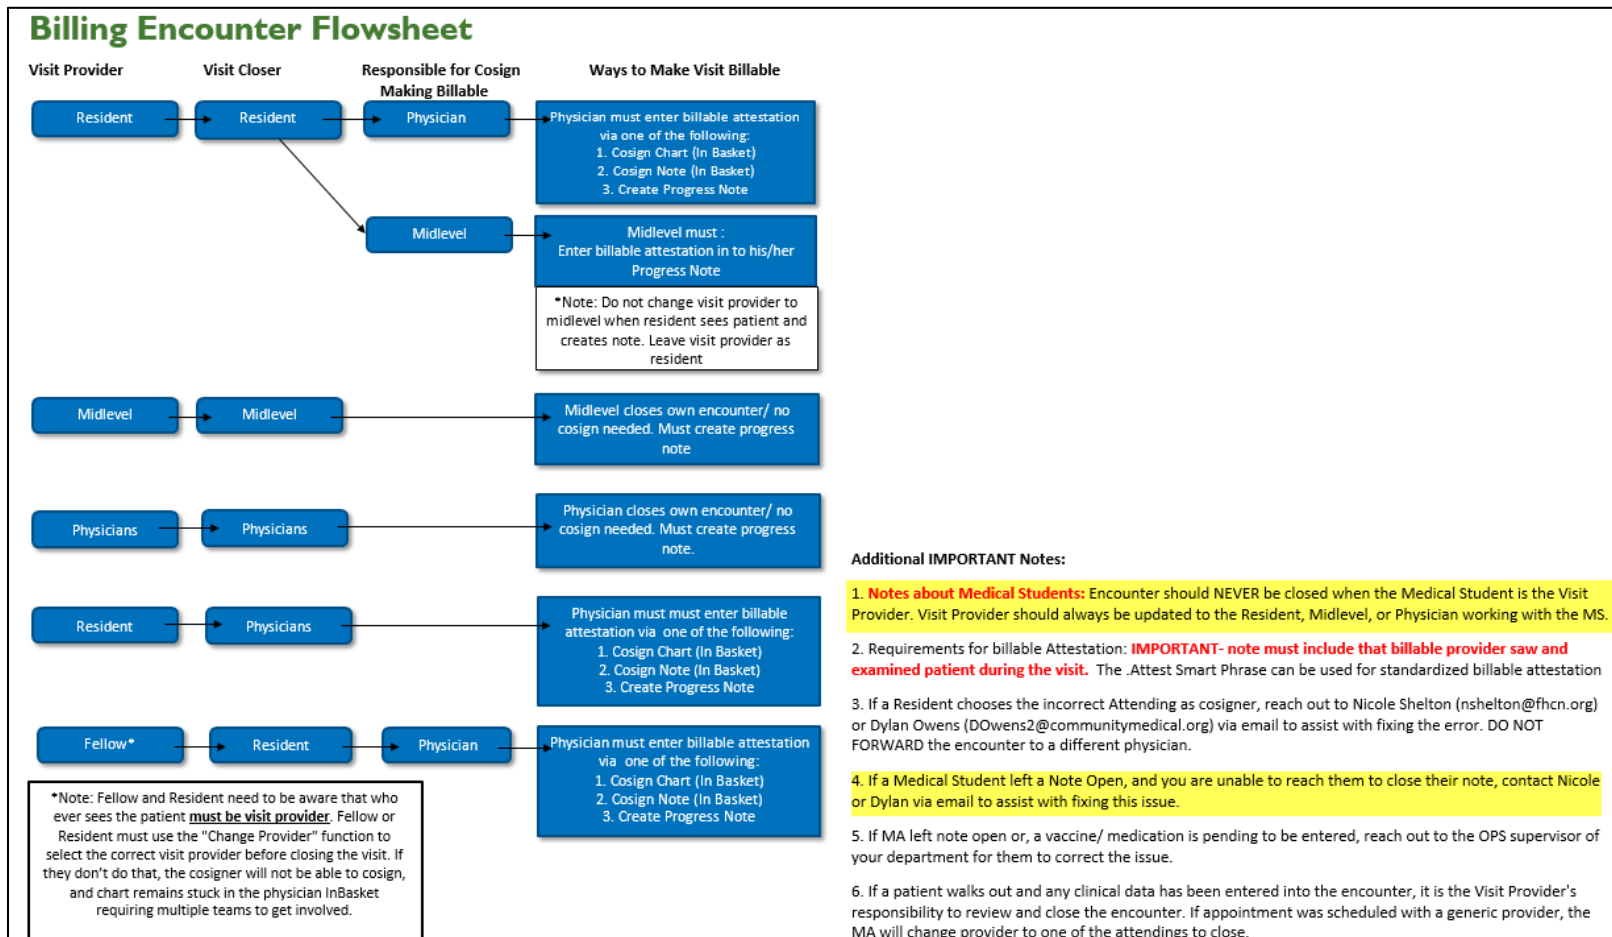 Billing Encounter Flowsheet
Visit Provider
Visit Closer
Responsible for Cosign
Making Billable
Ways to Make Visit Billable
Resident
Resident
Physician
Physician must enter billable attestation
via one of the following:
1. Cosign Chart (In Basket)
2. Cosign Note (In Basket)
3. Create Progress Note
Midlevel
Midlevel must :
Enter billable attestation in to his/her
Progress Note
*Note: Do not change visit provider to
midlevel when resident sees patient and
creates note. Leave visit provider as
resident
Midlevel
Midlevel
Midlevel closes own encounter/ no
cosign needed. Must create progress
note
Physicians
Physicians
Physician closes own encounter/ no
cosign needed. Must create progress
note.
Resident
Physicians
Physician must must enter billable
attestation via one of the following:
1. Cosign Chart (In Basket)
2. Cosign Note (In Basket)
3. Create Progress Note
Fellow*
Resident
Physician
Physician must enter billable attestation
via one of the following:
1. Cosign Chart (In Basket)
2. Cosign Note (In Basket)
3. Create Progress Note
*Note: Fellow and Resident need to be aware that who
ever sees the patient must be visit provider. Fellow or
Resident must use the "Change Provider" function to
select the correct visit provider before closing the visit. If
they don't do that, the cosigner will not be able to cosign,
and chart remains stuck in the physician InBasket
requiring multiple teams to get involved.
Additional IMPORTANT Notes:
1. Notes about Medical Students: Encounter should NEVER be closed when the Medical Student is the Visit
Provider. Visit Provider should always be updated to the Resident, Midlevel, or Physician working with the MS.
2. Requirements for billable Attestation: IMPORTANT- note must include that billable provider saw and
examined patient during the visit. The .Attest Smart Phrase can be used for standardized billable attestation
3. If a Resident chooses the incorrect Attending as cosigner, reach out to Nicole Shelton (nshelton@fhcn.org)
or Dylan Owens (DOwens2@communitymedical.org) via email to assist with fixing the error. DO NOT
FORWARD the encounter to a different physician.
4. If a Medical Student left a Note Open, and you are unable to reach them to close their note, contact Nicole
or Dylan via email to assist with fixing this issue.
5. If MA left note open or, a vaccine/ medication is pending to be entered, reach out to the OPS supervisor of
your department for them to correct the issue.
6. If a patient walks out and any clinical data has been entered into the encounter, it is the Visit Provider's
responsibility to review and close the encounter. If appointment was scheduled with a generic provider, the
MA will change provider to one of the attendings to close.